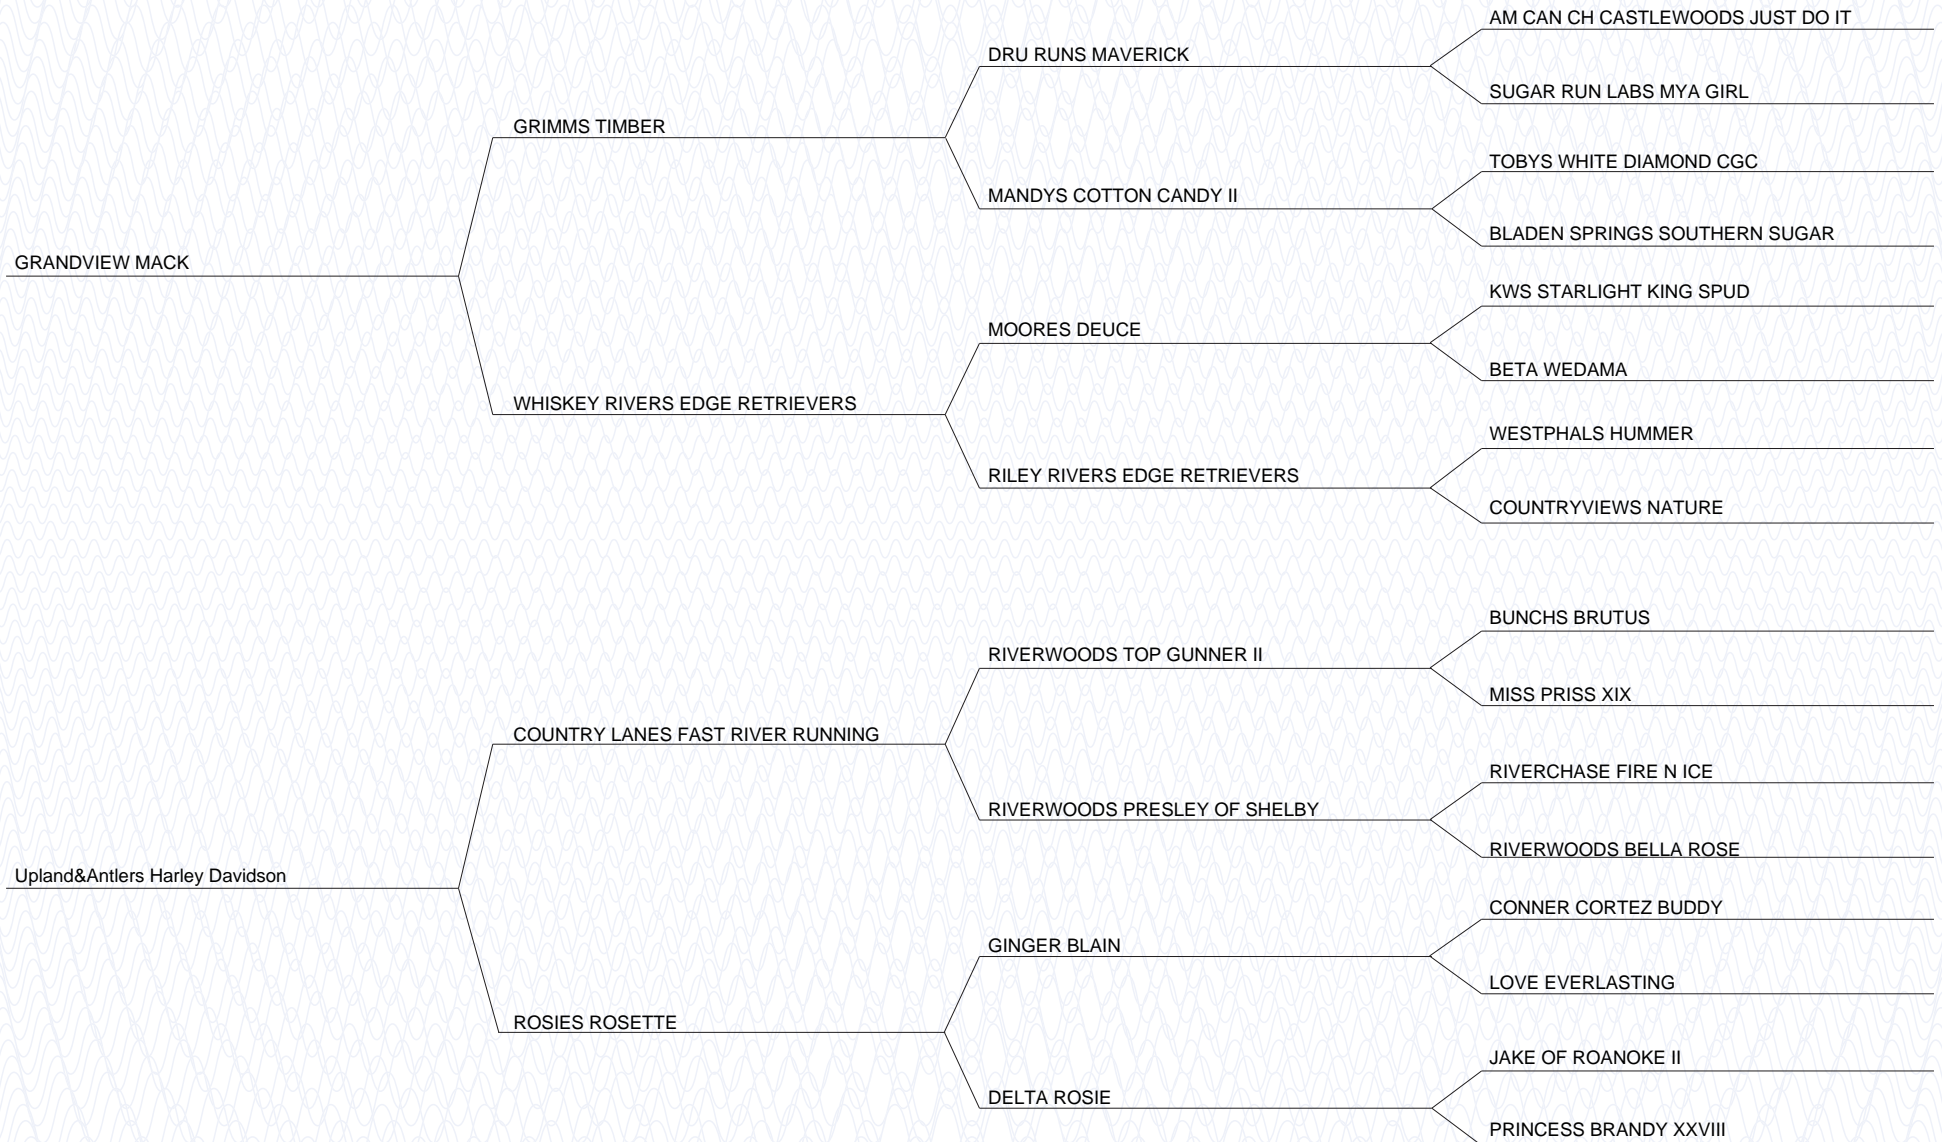 AM CAN CH CASTLEWOODS JUST DO IT
DRU RUNS MAVERICK
SUGAR RUN LABS MYA GIRL
GRIMMS TIMBER
TOBYS WHITE DIAMOND CGC
MANDYS COTTON CANDY II
BLADEN SPRINGS SOUTHERN SUGAR
GRANDVIEW MACK
KWS STARLIGHT KING SPUD
MOORES DEUCE
BETA WEDAMA
WHISKEY RIVERS EDGE RETRIEVERS
WESTPHALS HUMMER
RILEY RIVERS EDGE RETRIEVERS
COUNTRYVIEWS NATURE
BUNCHS BRUTUS
RIVERWOODS TOP GUNNER II
MISS PRISS XIX
COUNTRY LANES FAST RIVER RUNNING
RIVERCHASE FIRE N ICE
RIVERWOODS PRESLEY OF SHELBY
RIVERWOODS BELLA ROSE
Upland&Antlers Harley Davidson
CONNER CORTEZ BUDDY
GINGER BLAIN
LOVE EVERLASTING
ROSIES ROSETTE
JAKE OF ROANOKE II
DELTA ROSIE
PRINCESS BRANDY XXVIII